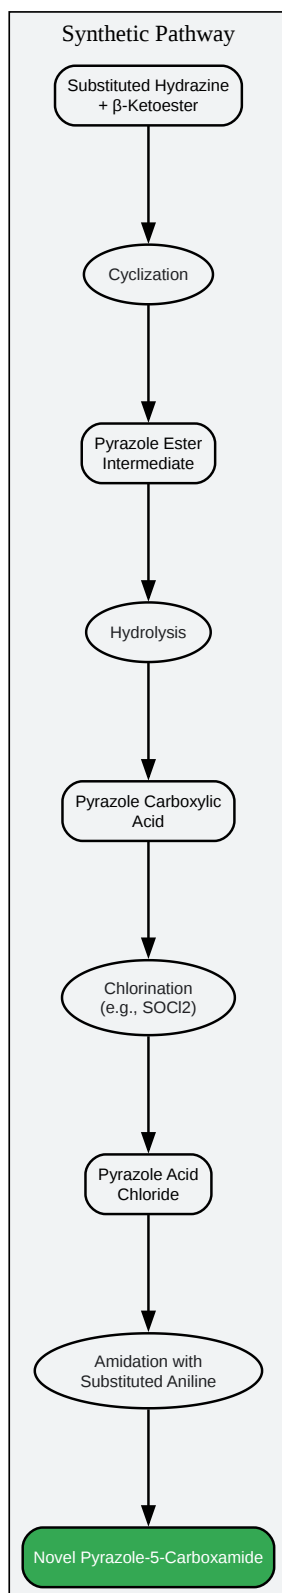 Synthetic Pathway
Substituted Hydrazine
+ β-Ketoester
Cyclization
Pyrazole Ester
Intermediate
Hydrolysis
Pyrazole Carboxylic
Acid
Chlorination
(e.g., SOCl2)
Pyrazole Acid
Chloride
Amidation with
Substituted Aniline
Novel Pyrazole-5-Carboxamide